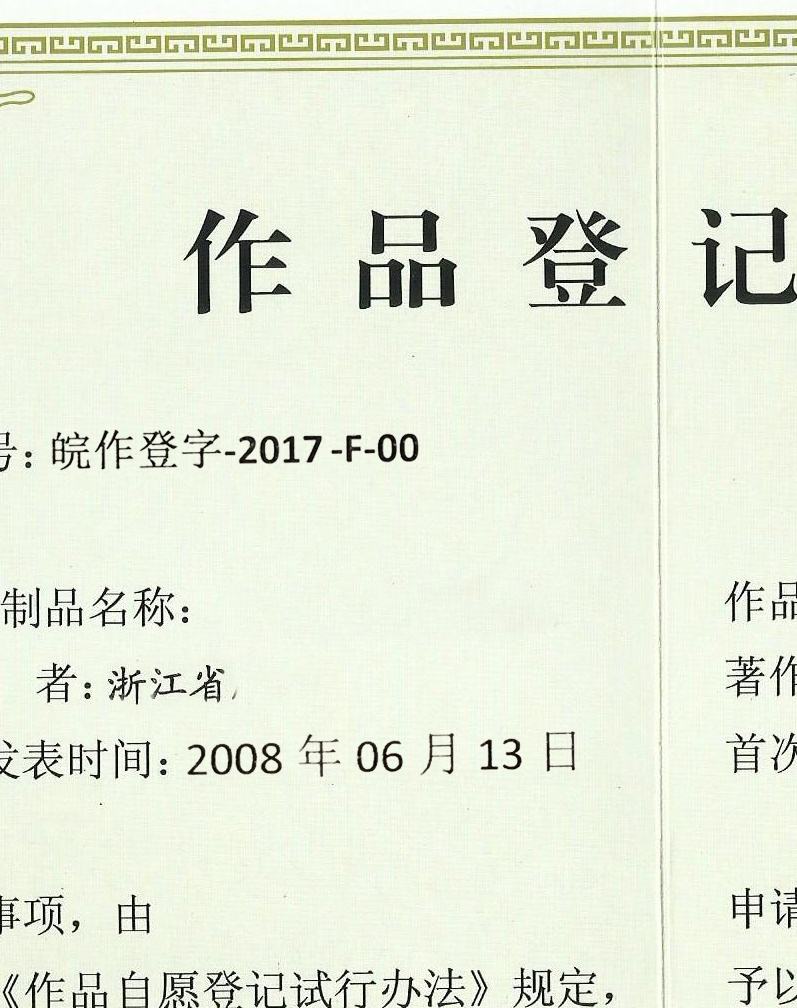 作品登记
号: 皖作登字-2017-F-00
制品名称:
作品
者: 浙江省
著作
发表时间: 2008 年 06 月 13 日
首次
事项，由
申请
《作品自愿登记试行办法》规定，
予以